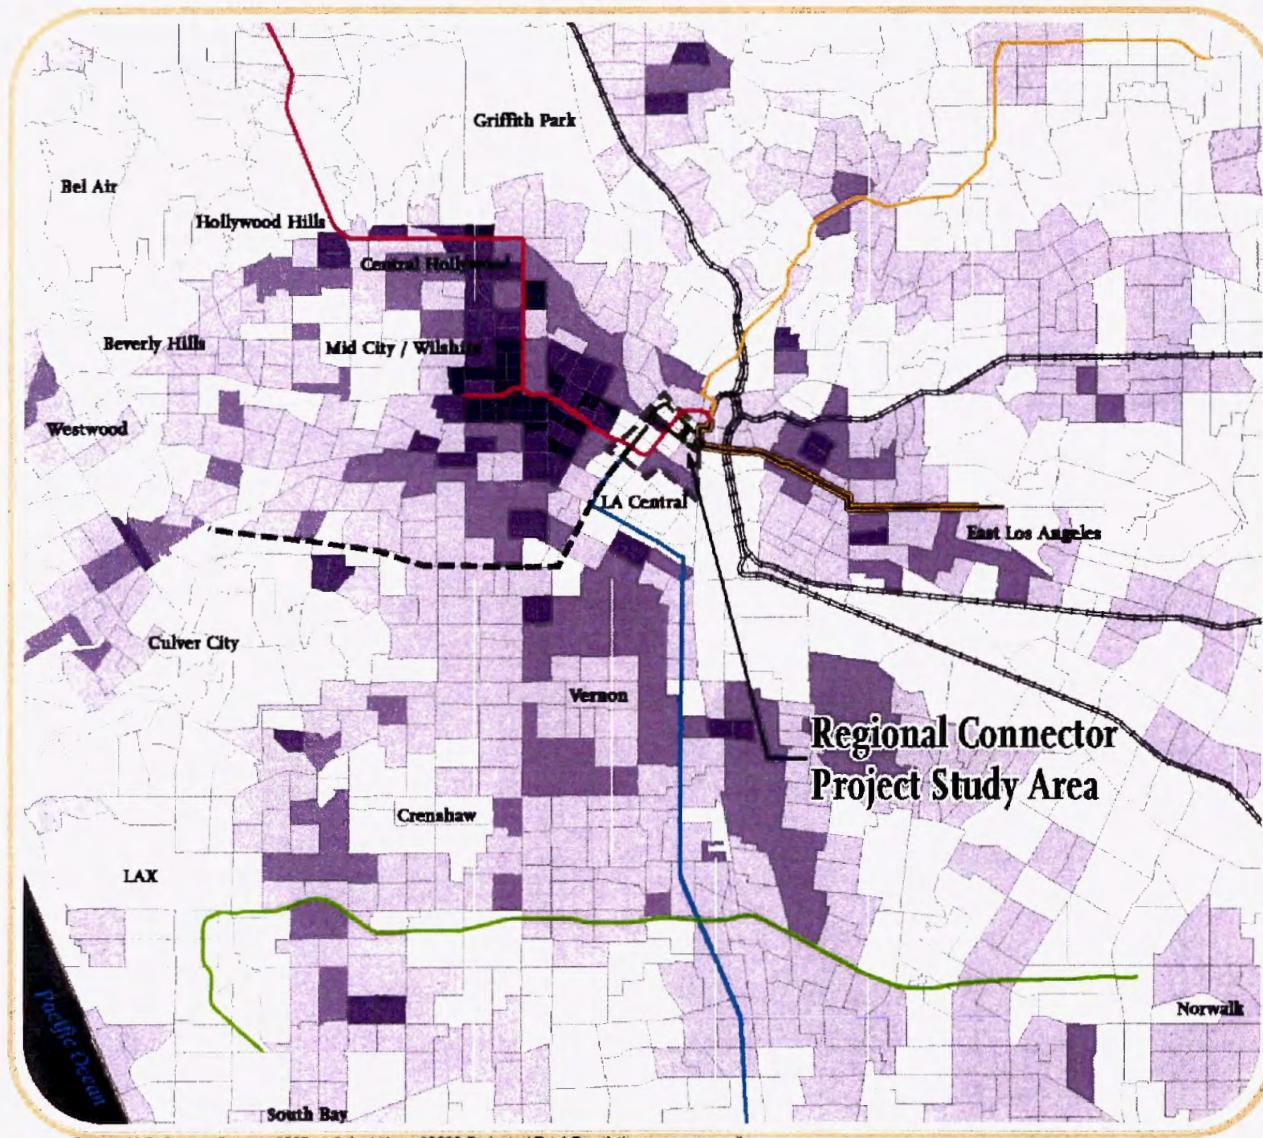 Griffith Park
Bel Air
Hollywood Hills
Central Hollywood
Beverly Hills
Mid City / Wilshire
Westwood
LA Central
East Los Angeles
Culver City
Vernon
Regional Connector
Project Study Area
Crenshaw
LAX
Pacific Ocean
Norwalk
South Bay